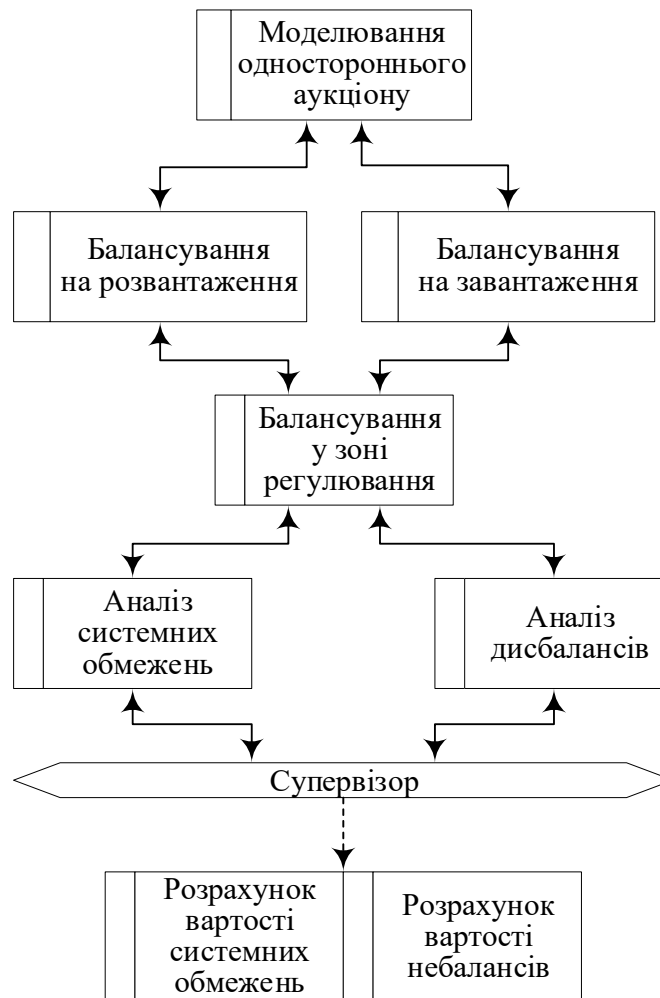 Моделювання
одностороннього
аукціону
Балансування
на розвантаження
Балансування
на завантаження
Балансування
у зоні
регулювання
Аналіз
системних
обмежень
Аналіз
дисбалансів
Супервізор
Розрахунок
вартості
системних
обмежень
Розрахунок
вартості
небалансів